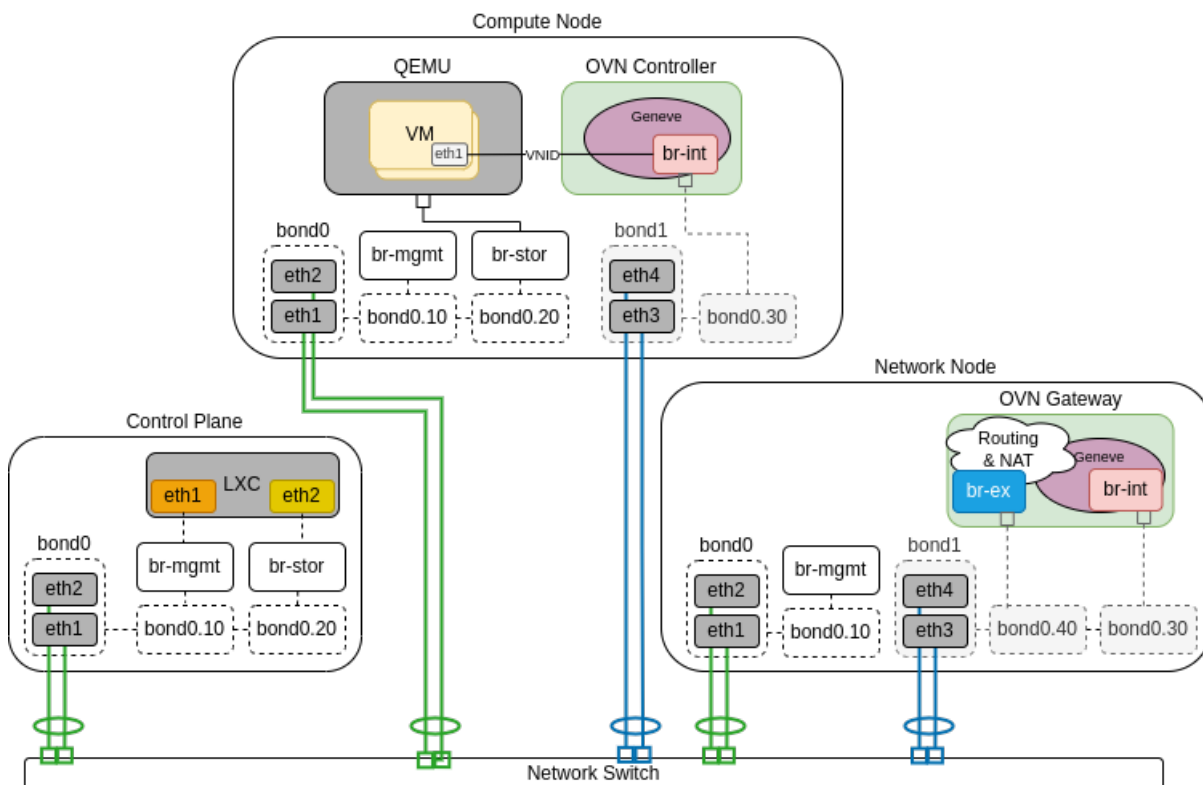 Compute Node
QEMU
OVN Controller
VM
eth1
VNID
Geneve
br-int
bond0
eth2
eth1
br-mgmt
br-stor
bond0.10
bond0.20
bond1
eth4
eth3
bond0.30
Control Plane
LXC
eth1
eth2
bond0
eth2
eth1
br-mgmt
br-stor
bond0.10
bond0.20
Network Node
OVN Gateway
Routing
& NAT
Geneve
br-ex
br-int
bond0
eth2
eth1
br-mgmt
bond0.10
bond1
eth4
eth3
bond0.40
bond0.30
Network Switch